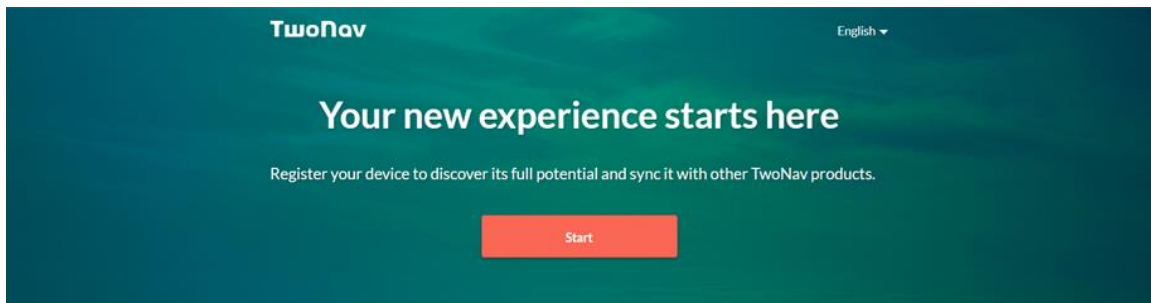 TwoNav
English
Your new experience starts here
Register your device to discover its full potential and sync it with other TwoNav products.
Start